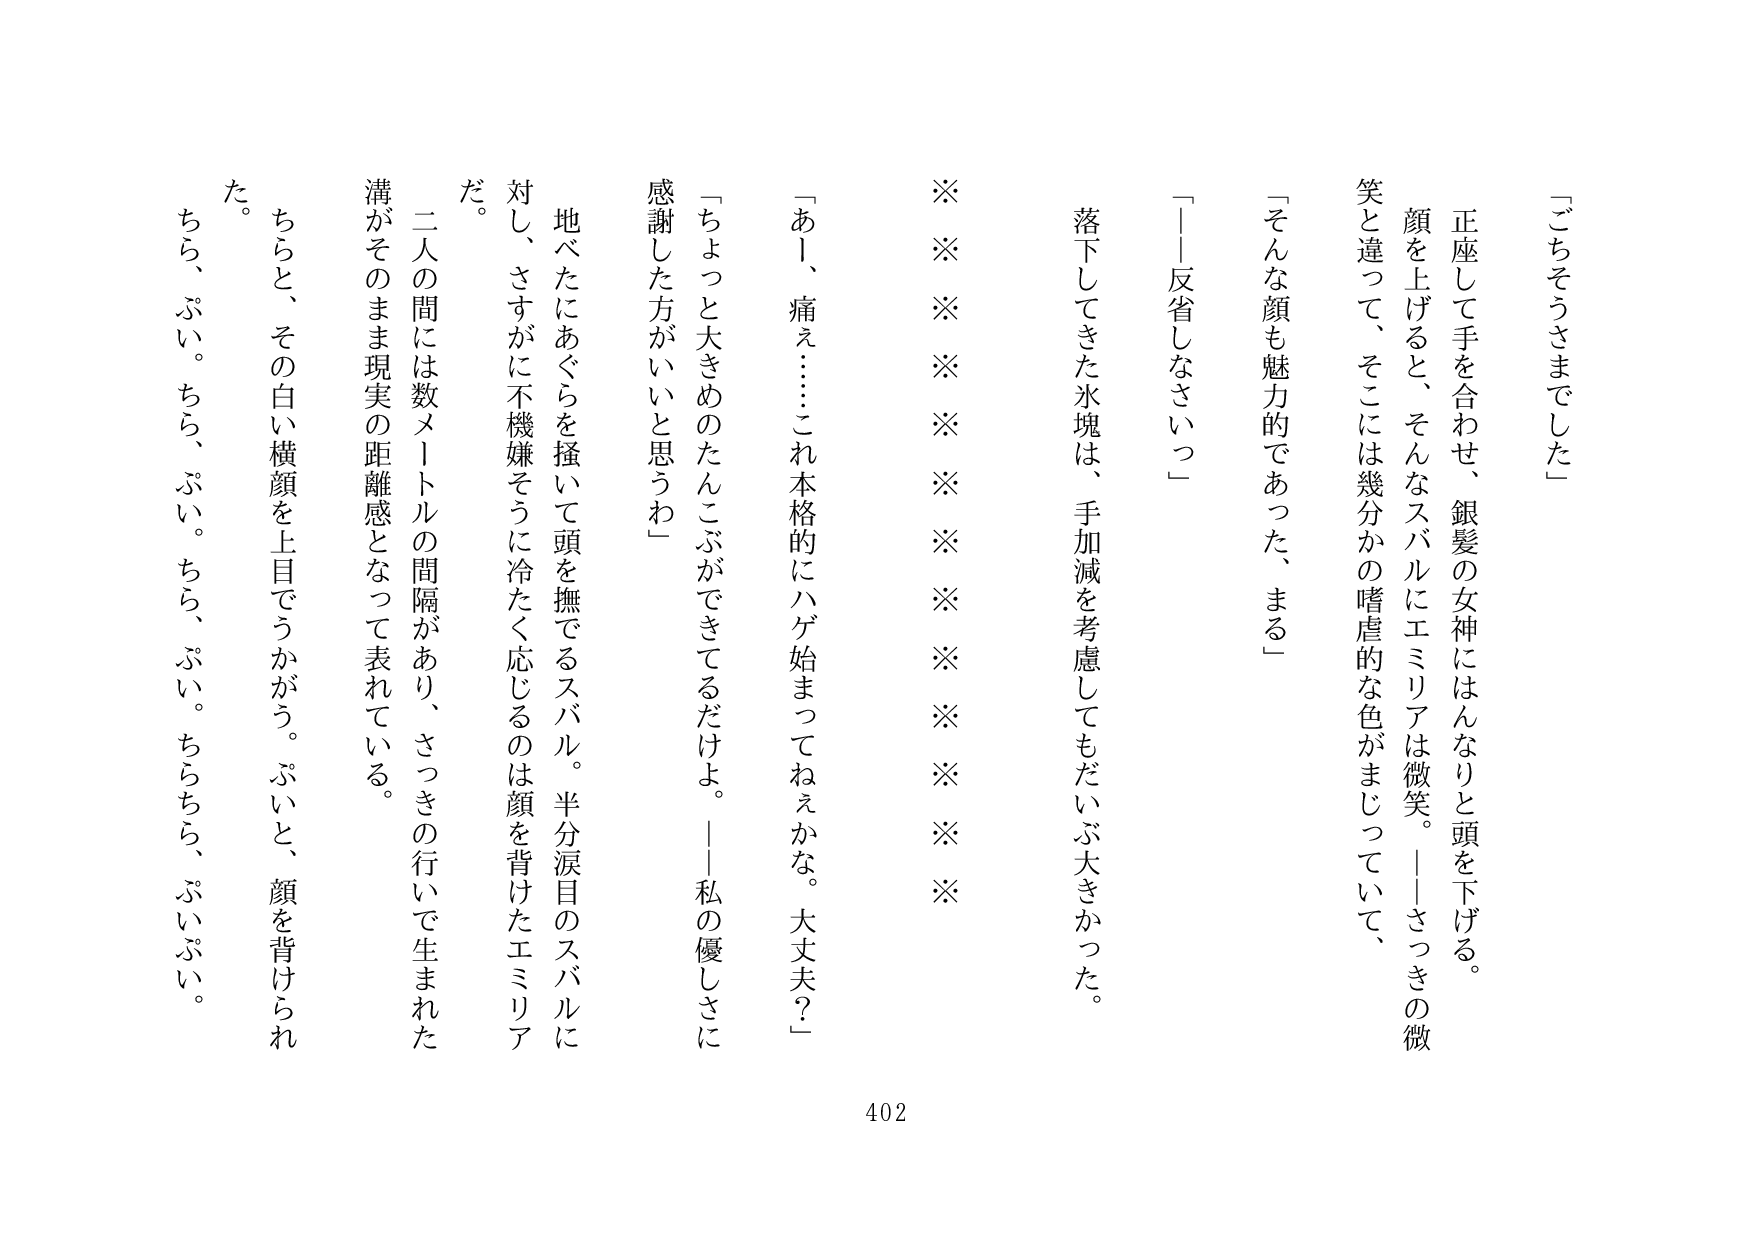 「ごちそうさまでした」
　正座して手を合わせ、銀髪の女神にはんなりと頭を下げる。
　顔を上げると、そんなスバルにエミリアは微笑。――さっきの微
笑と違って、そこには幾分かの嗜虐的な色がまじっていて、
「そんな顔も魅力的であった、まる」
「――反省しなさいっ」
　落下してきた氷塊は、手加減を考慮してもだいぶ大きかった。
※　※　※　※　※　※　※　※　※　※　※　※　※
「あー、痛ぇ……これ本格的にハゲ始まってねぇかな。大丈夫？」
「ちょっと大きめのたんこぶができてるだけよ。――私の優しさに
感謝した方がいいと思うわ」
　地べたにあぐらを掻いて頭を撫でるスバル。半分涙目のスバルに
対し、さすがに不機嫌そうに冷たく応じるのは顔を背けたエミリア
だ。
　二人の間には数メートルの間隔があり、さっきの行いで生まれた
溝がそのまま現実の距離感となって表れている。
　ちらと、その白い横顔を上目でうかがう。ぷいと、顔を背けられ
た。
　ちら、ぷい。ちら、ぷい。ちら、ぷい。ちらちら、ぷいぷい。
402